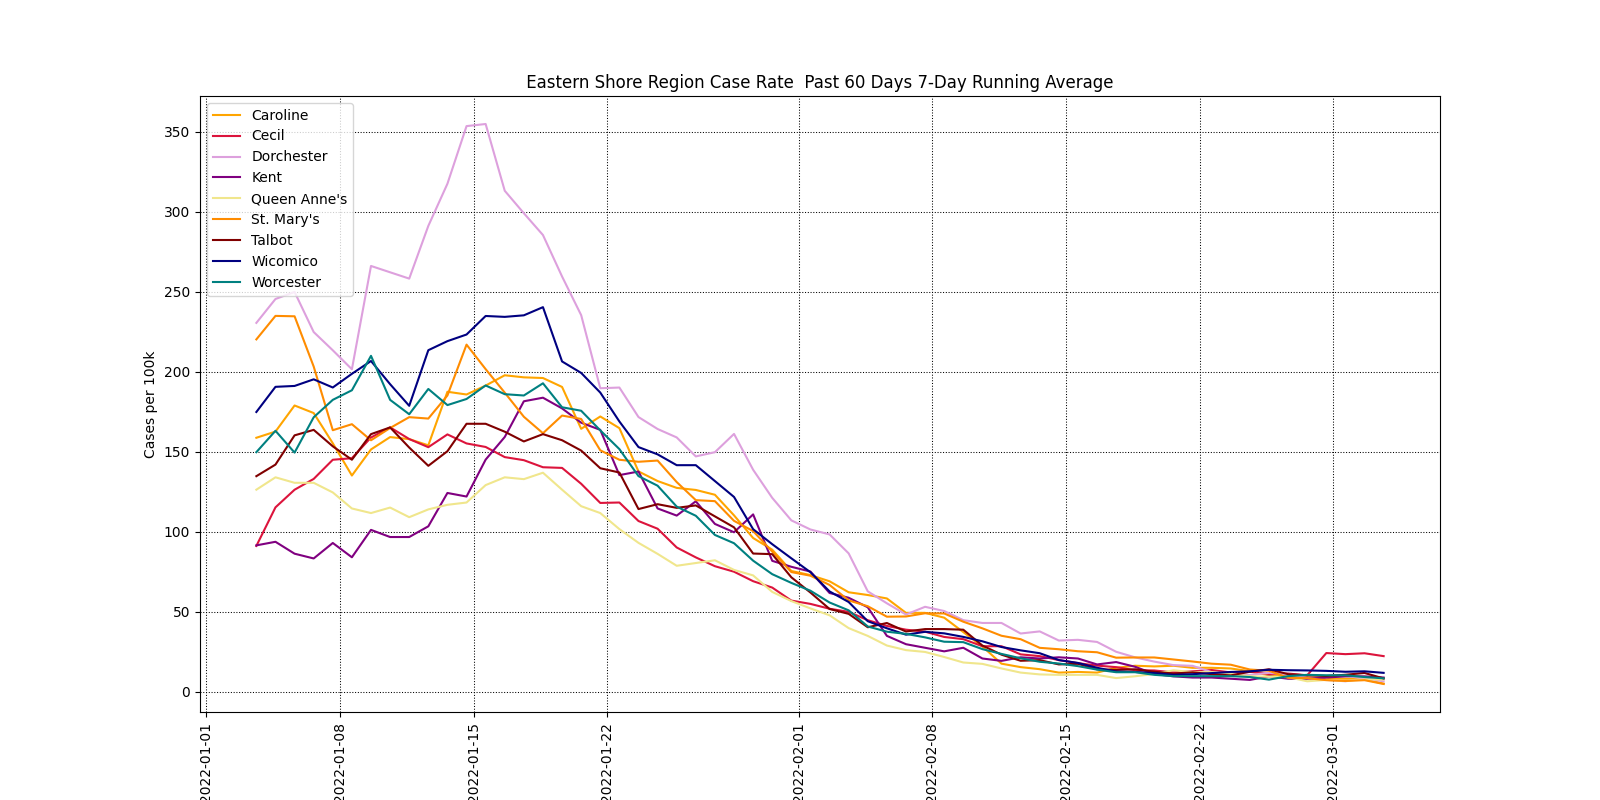 Eastern Shore Region Case Rate  Past 60 Days 7-Day Running Average
Caroline
Cecil
Dorchester
Kent
Queen Anne's
St. Mary's
Talbot
Wicomico
Worcester
Cases per 100k
350
300
250
200
150
100
50
0
2022-01-01
2022-01-08
2022-01-15
2022-01-22
2022-02-01
2022-02-08
2022-02-15
2022-02-22
2022-03-01